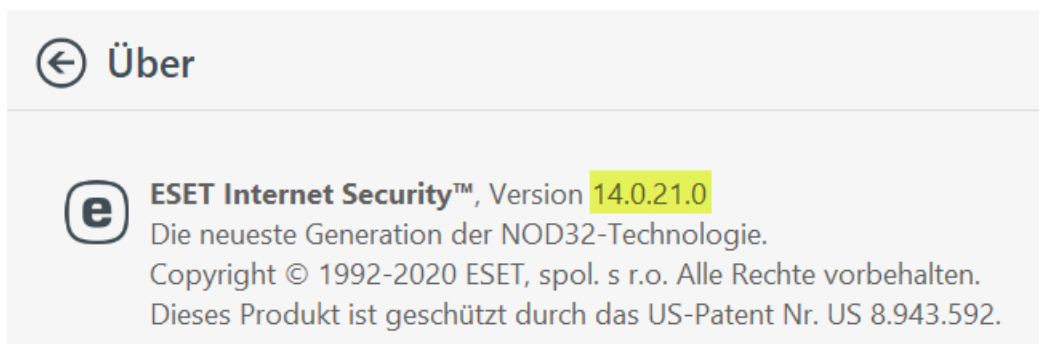 Über
ESET Internet Security™, Version 14.0.21.0
Die neueste Generation der NOD32-Technologie.
Copyright © 1992-2020 ESET, spol. s r.o. Alle Rechte vorbehalten.
Dieses Produkt ist geschützt durch das US-Patent Nr. US 8.943.592.